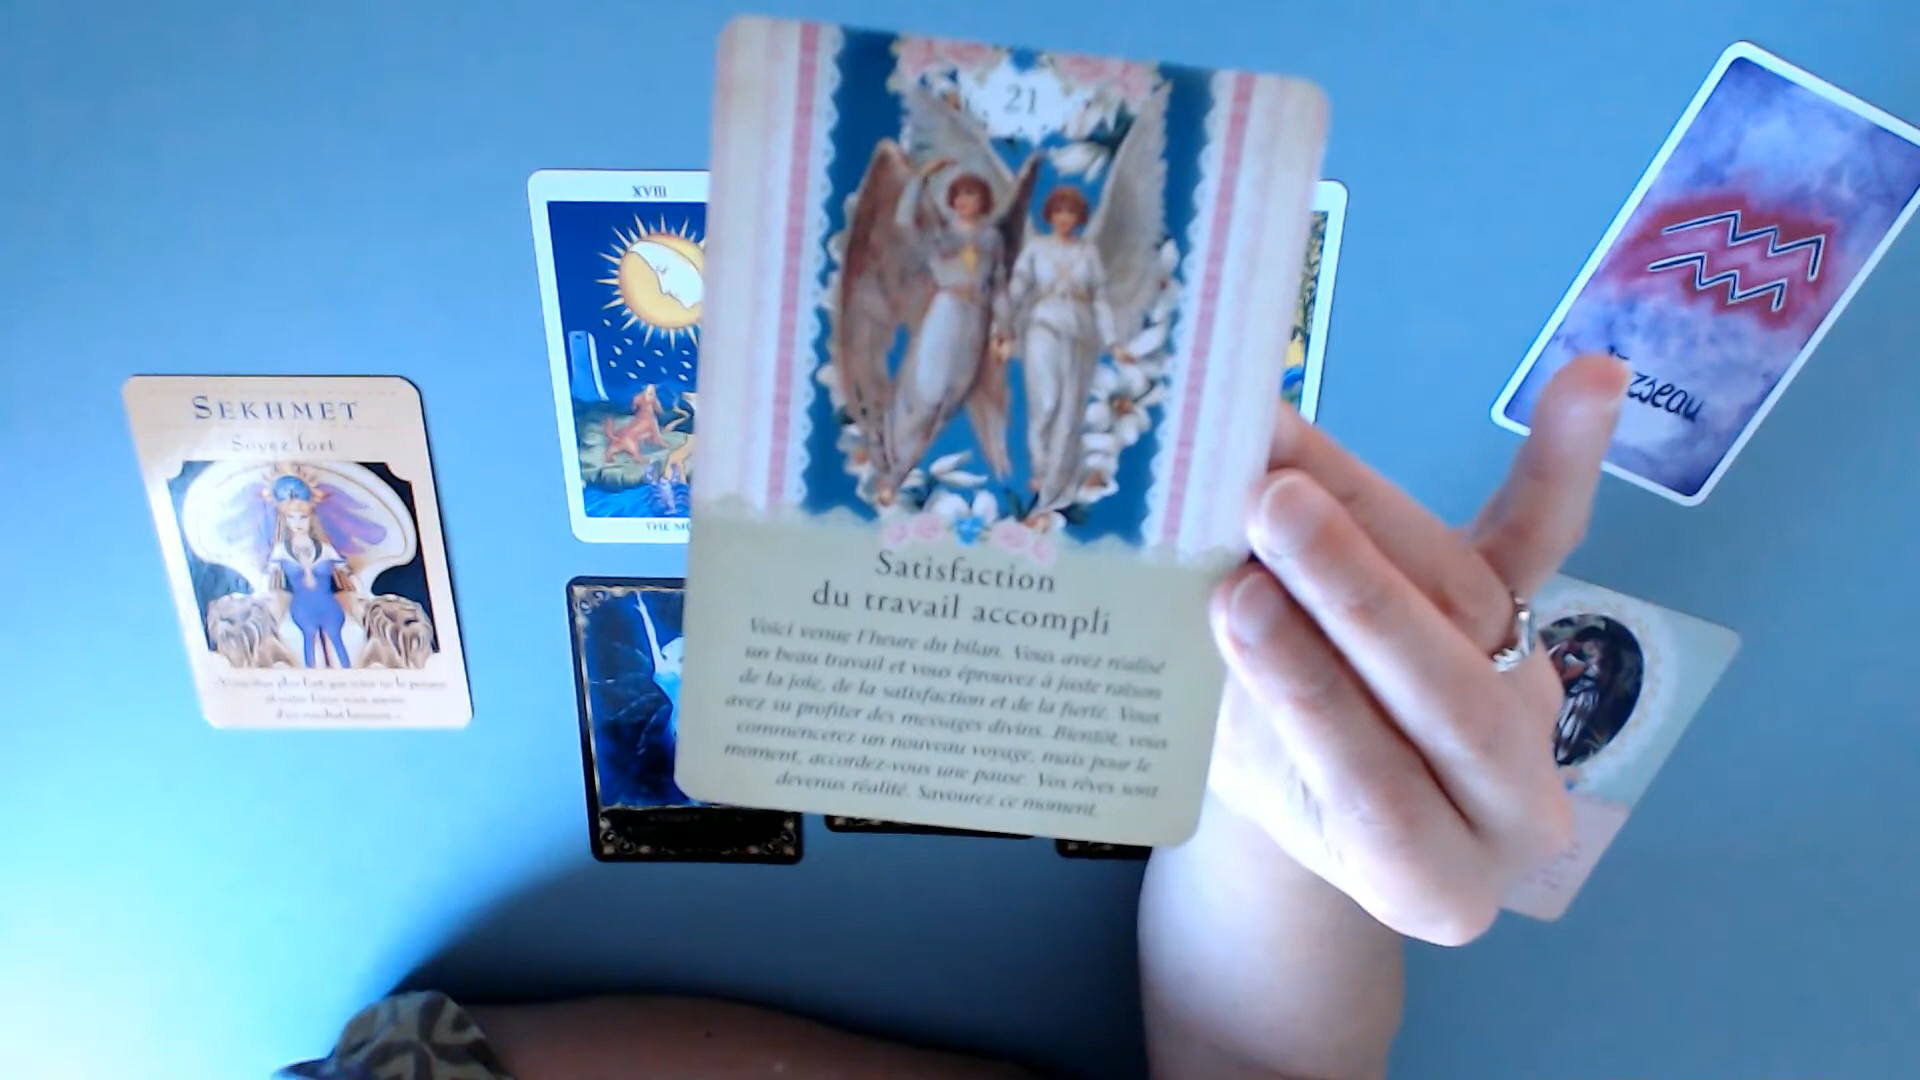 21
Satisfaction
du travail accompli
Voici venue l'heure du bilan. Vous avez réalisé
un beau travail et vous éprouvez à juste raison
de la joie, de la satisfaction et de la fierté. Vous
avez su profiter des messages divins. Bientôt, vous
commencerez un nouveau voyage, mais pour le
moment, accordez-vous une pause. Vos rêves sont
devenus réalité. Savourez ce moment.
SEKHMET
Soyez fort
XVIII
THE